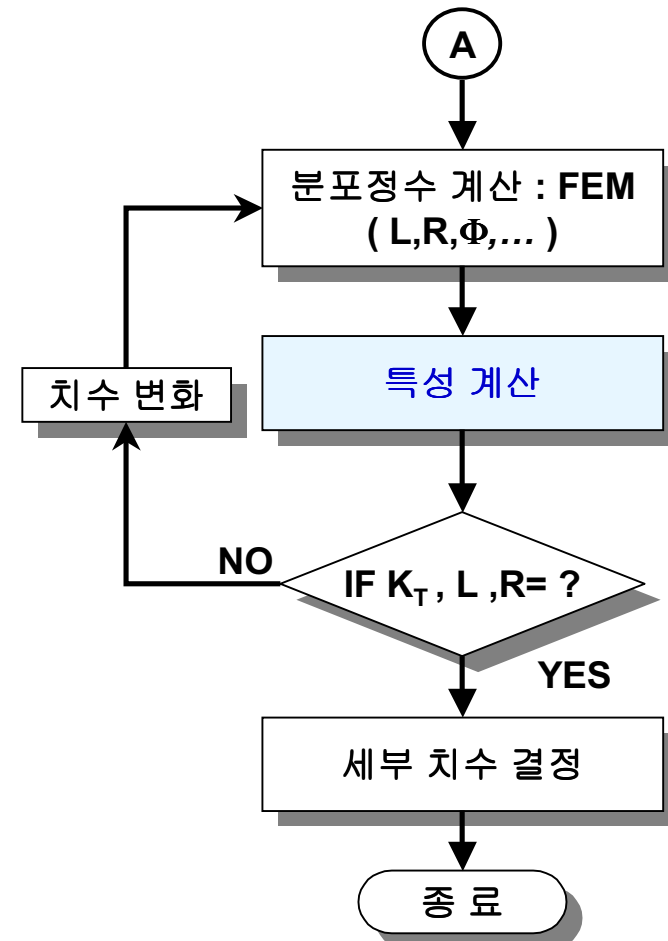 A
분포정수 계산 : FEM
( L,R,Φ,... )
특성 계산
치수 변화
NO
IF K_T , L ,R= ?
YES
세부 치수 결정
종 료